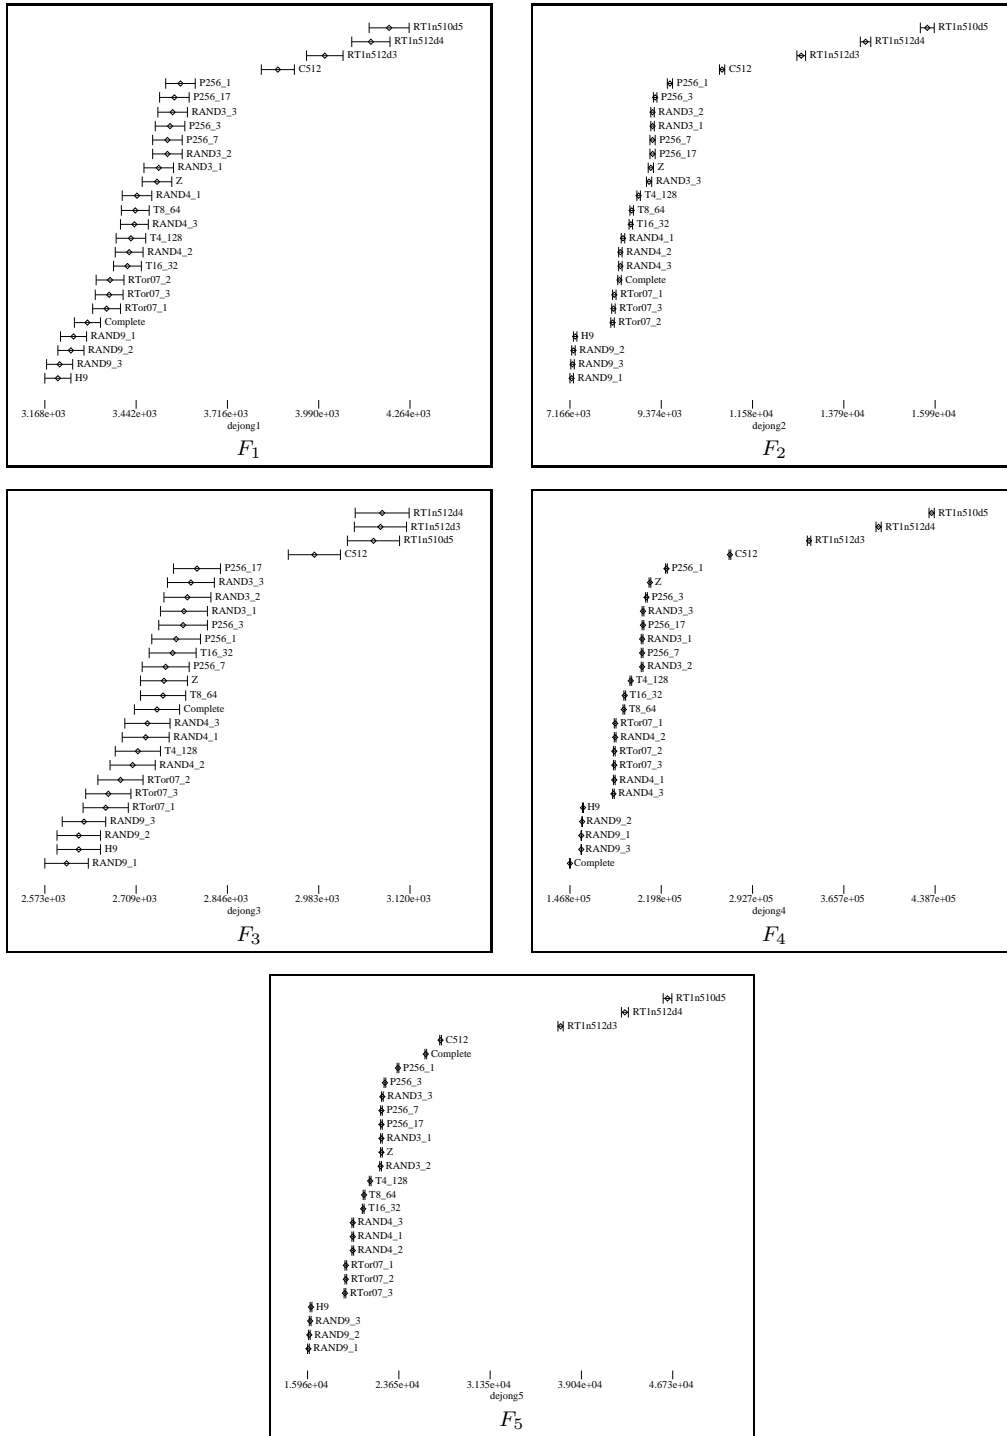 RT1n510d5
RT1n512d4
RT1n512d3
C512
P256_1
P256_17
RAND3_3
P256_3
P256_7
RAND3_2
RAND3_1
Z
RAND4_1
T8_64
RAND4_3
T4_128
RAND4_2
T16_32
RTor07_2
RTor07_3
RTor07_1
Complete
RAND9_1
RAND9_2
RAND9_3
H9
3.168e+03 3.442e+03 3.716e+03 3.990e+03 4.264e+03
dejong1
F1
RT1n510d5
RT1n512d4
RT1n512d3
C512
P256_1
P256_3
RAND3_2
RAND3_1
P256_7
P256_17
Z
RAND3_3
T4_128
T8_64
T16_32
RAND4_1
RAND4_2
RAND4_3
Complete
RTor07_1
RTor07_3
RTor07_2
H9
RAND9_2
RAND9_3
RAND9_1
7.166e+03 9.374e+03 1.158e+04 1.379e+04 1.599e+04
dejong2
F2
RT1n512d4
RT1n512d3
RT1n510d5
C512
P256_17
RAND3_3
RAND3_2
RAND3_1
P256_3
P256_1
T16_32
P256_7
Z
T8_64
Complete
RAND4_3
RAND4_1
T4_128
RAND4_2
RTor07_2
RTor07_3
RTor07_1
RAND9_3
RAND9_2
H9
RAND9_1
2.573e+03 2.709e+03 2.846e+03 2.983e+03 3.120e+03
dejong3
F3
RT1n510d5
RT1n512d4
RT1n512d3
C512
P256_1
Z
P256_3
RAND3_3
P256_17
RAND3_1
P256_7
RAND3_2
T4_128
T16_32
T8_64
RTor07_1
RAND4_2
RTor07_2
RTor07_3
RAND4_1
RAND4_3
H9
RAND9_2
RAND9_1
RAND9_3
Complete
1.468e+05 2.198e+05 2.927e+05 3.657e+05 4.387e+05
dejong4
F4
RT1n510d5
RT1n512d4
RT1n512d3
C512
Complete
P256_1
P256_3
RAND3_3
P256_7
P256_17
RAND3_1
Z
RAND3_2
T4_128
T8_64
T16_32
RAND4_3
RAND4_1
RAND4_2
RTor07_1
RTor07_2
RTor07_3
H9
RAND9_3
RAND9_2
RAND9_1
1.596e+04 2.365e+04 3.135e+04 3.904e+04 4.673e+04
dejong5
F5